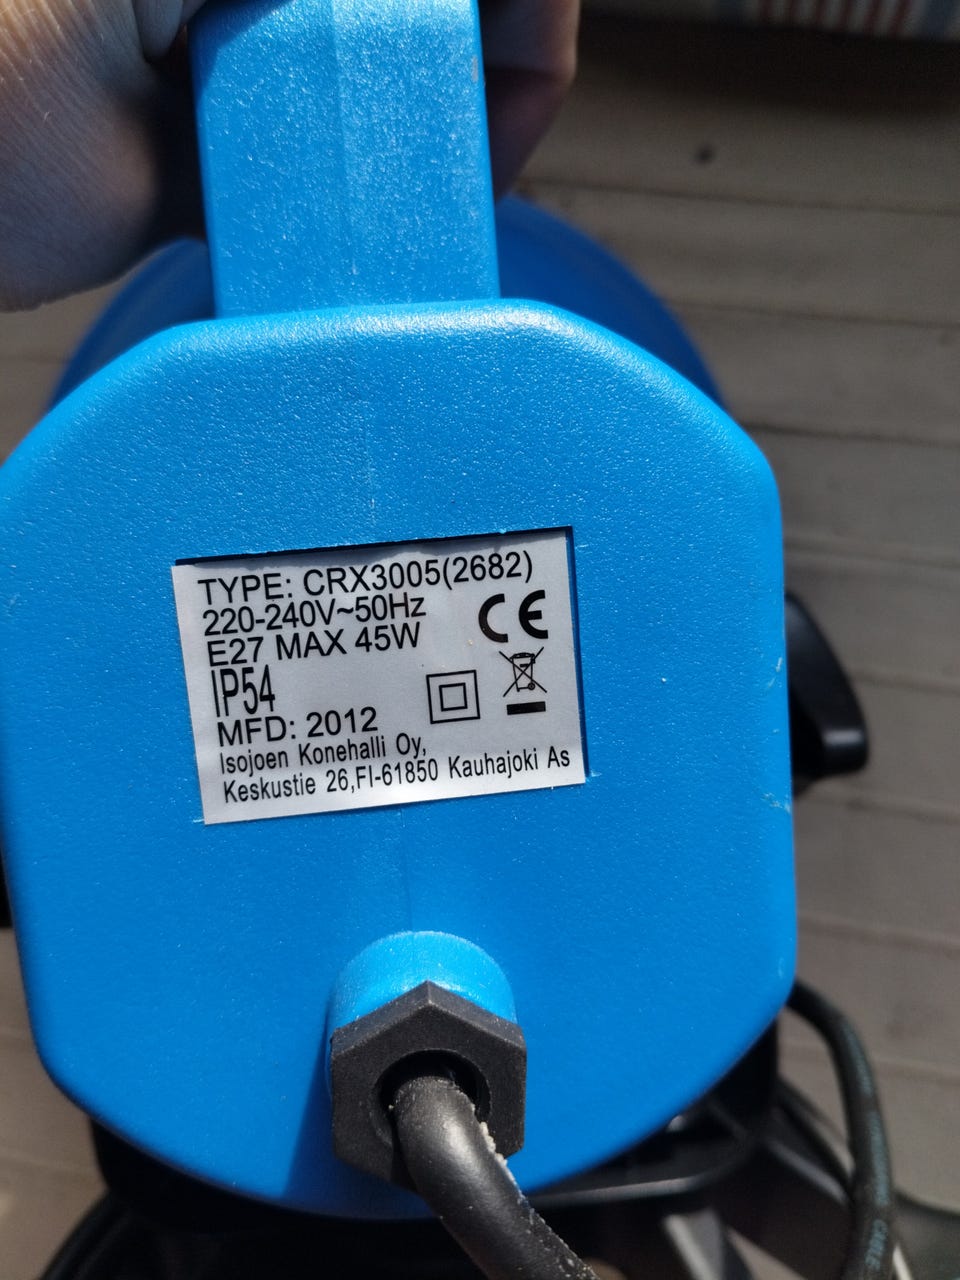 TYPE: CRX3005(2682)
220-240V~50Hz
E27 MAX 45W
CE
IP54
MFD: 2012
Isojoen Konehalli Oy,
Keskustie 26,FI-61850 Kauhajoki As